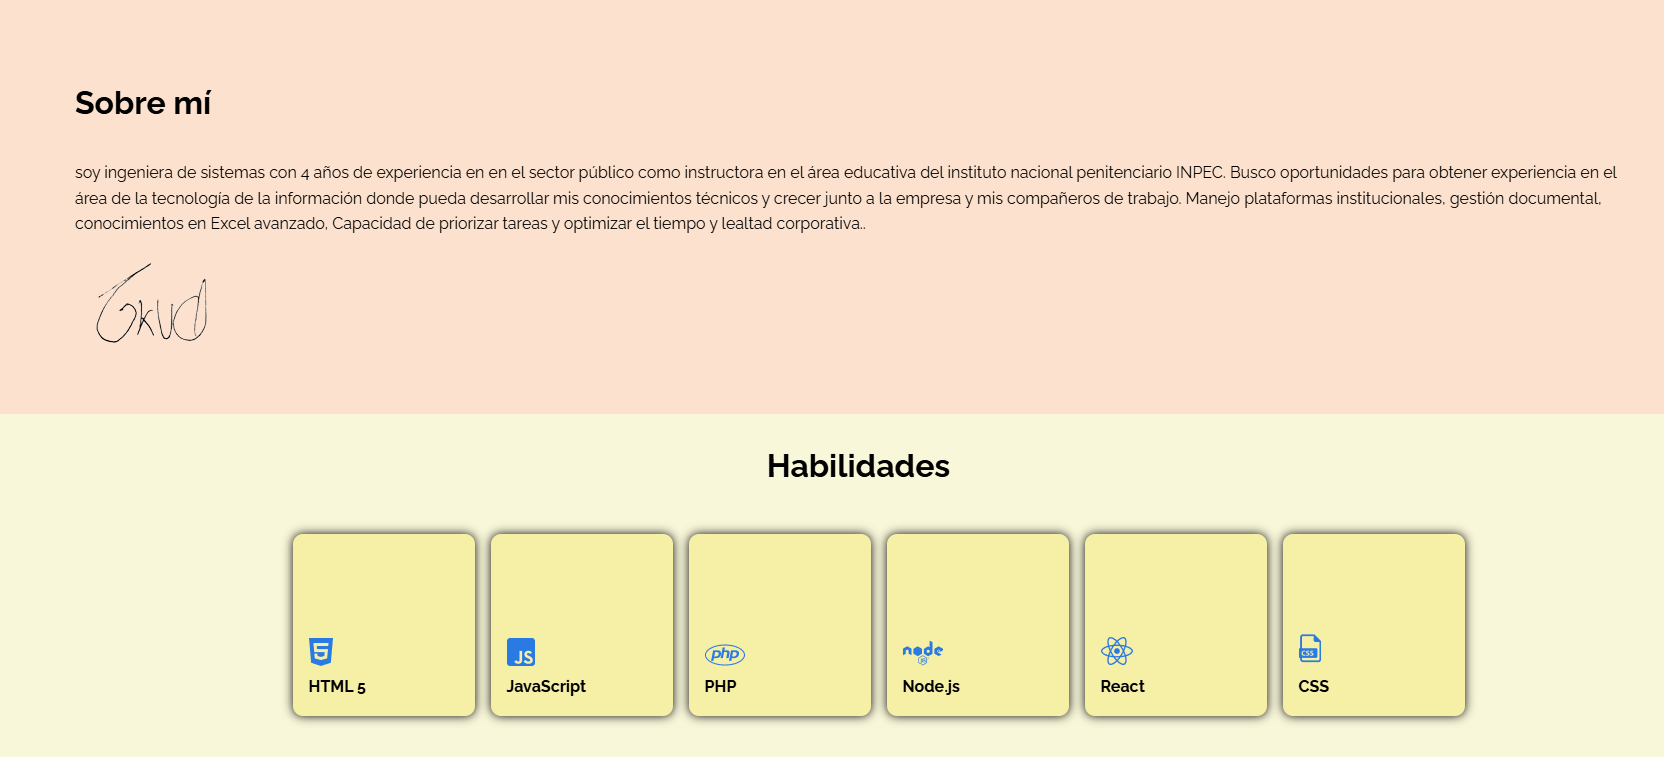 Sobre mí
soy ingeniera de sistemas con 4 años de experiencia en en el sector público como instructora en el área educativa del instituto nacional penitenciario INPEC. Busco oportunidades para obtener experiencia en el
área de la tecnología de la información donde pueda desarrollar mis conocimientos técnicos y crecer junto a la empresa y mis compañeros de trabajo. Manejo plataformas institucionales, gestión documental,
conocimientos en Excel avanzado, Capacidad de priorizar tareas y optimizar el tiempo y lealtad corporativa..
Habilidades
5 JS php node JS CSS
HTML 5 JavaScript PHP Node.js React CSS